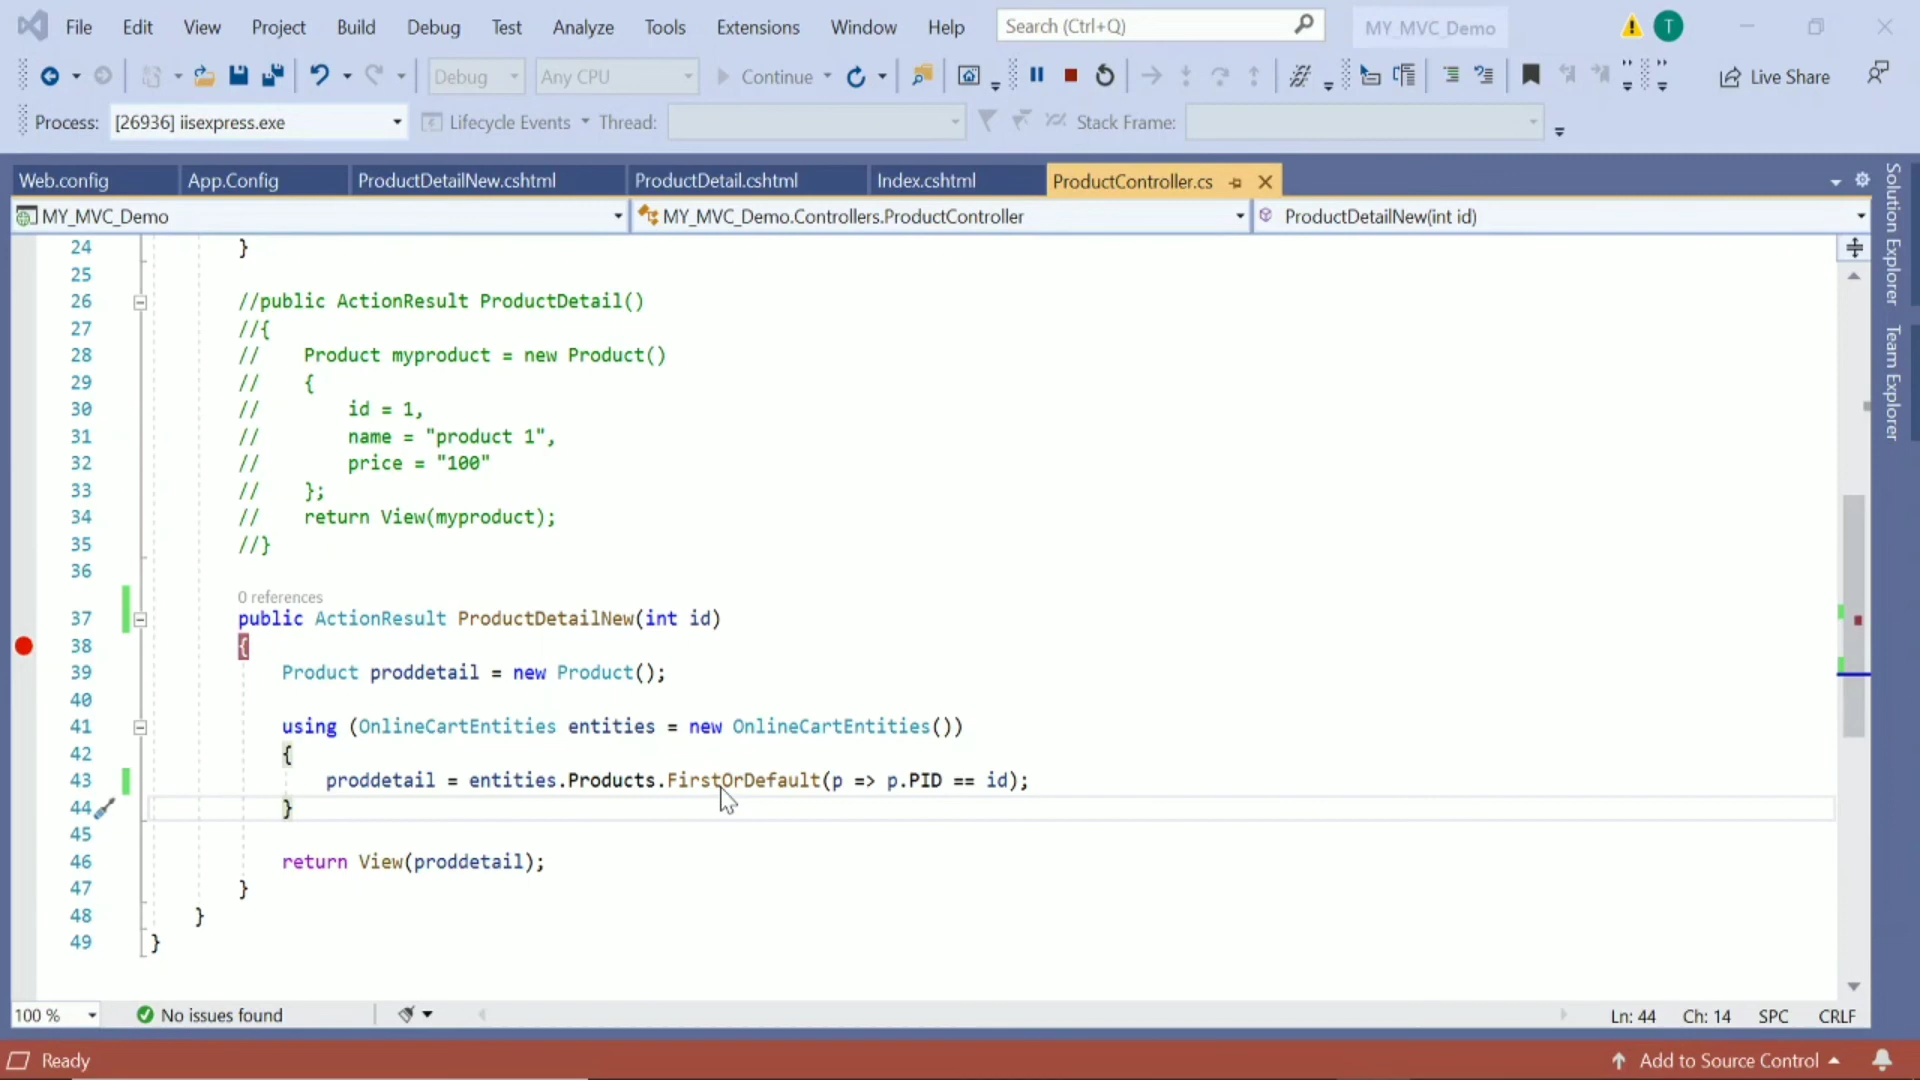 File Edit View Project Build Debug Test Analyze Tools Extensions Window Help Search (Ctrl+Q) MY_MVC_Demo T
Debug Any CPU Continue Live Share
Process: [26936] iisexpress.exe Lifecycle Events Thread: Stack Frame:
Web.config App.Config ProductDetailNew.cshtml ProductDetail.cshtml Index.cshtml ProductController.cs
MY_MVC_Demo MY_MVC_Demo.Controllers.ProductController ProductDetailNew(int id)
Solution Explorer
Team Explorer
24 }
25
26 //public ActionResult ProductDetail()
27 //{
28 // Product myproduct = new Product()
29 // {
30 // id = 1,
31 // name = "product 1",
32 // price = "100"
33 // };
34 // return View(myproduct);
35 //}
36
0 references
37 public ActionResult ProductDetailNew(int id)
38 {
39 Product proddetail = new Product();
40
41 using (OnlineCartEntities entities = new OnlineCartEntities())
42 {
43 proddetail = entities.Products.FirstOrDefault(p => p.PID == id);
44 }
45
46 return View(proddetail);
47 }
48 }
49 }
100 % No issues found Ln: 44 Ch: 14 SPC CRLF
Ready Add to Source Control